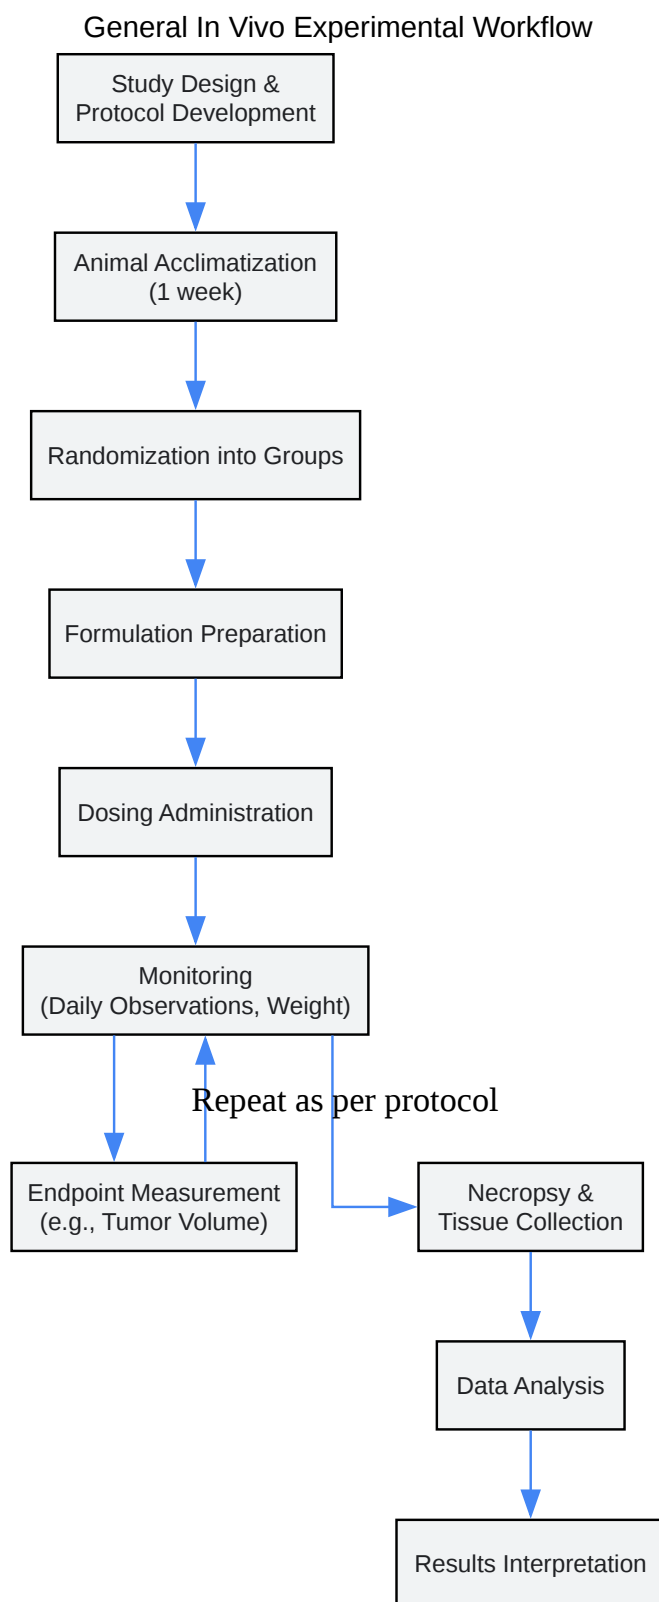 General In Vivo Experimental Workflow
Study Design &
Protocol Development
Animal Acclimatization
(1 week)
Randomization into Groups
Formulation Preparation
Dosing Administration
Monitoring
(Daily Observations, Weight)
Repeat as per protocol
Endpoint Measurement
(e.g., Tumor Volume)
Necropsy &
Tissue Collection
Data Analysis
Results Interpretation